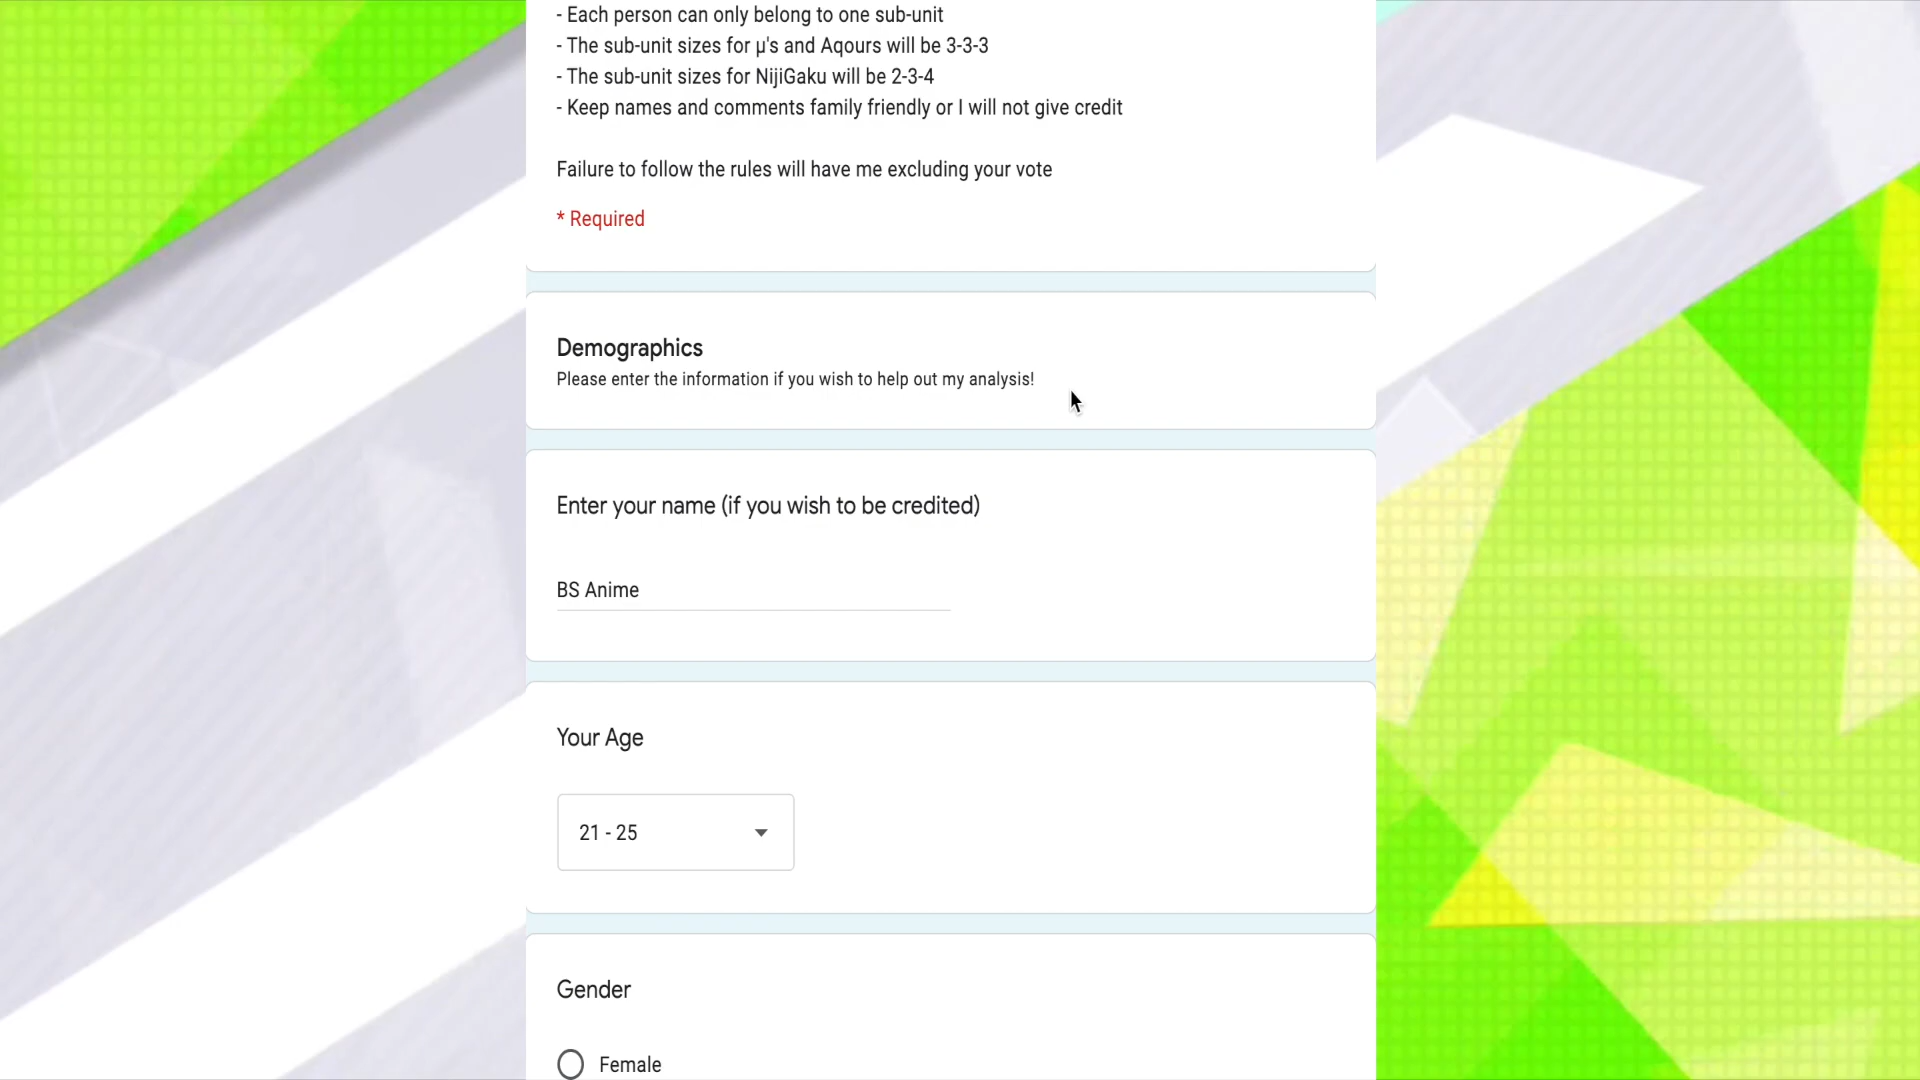 - Each person can only belong to one sub-unit
- The sub-unit sizes for µ's and Aqours will be 3-3-3
- The sub-unit sizes for NijiGaku will be 2-3-4
- Keep names and comments family friendly or I will not give credit
Failure to follow the rules will have me excluding your vote
* Required
Demographics
Please enter the information if you wish to help out my analysis!
Enter your name (if you wish to be credited)
BS Anime
Your Age
21 - 25
Gender
Female